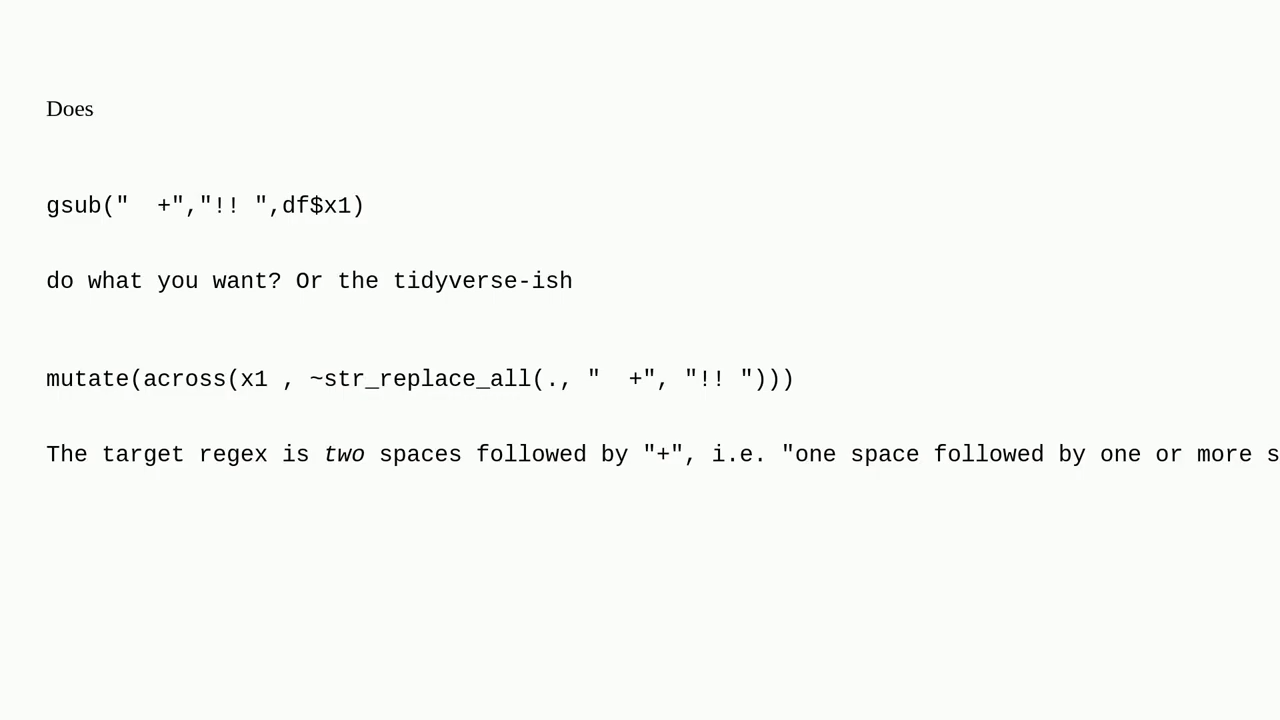 Does
gsub("  +","!! ",df$x1)
do what you want? Or the tidyverse-ish
mutate(across(x1 , ~str_replace_all(., "  +", "!! ")))
The target regex is two spaces followed by "+", i.e. "one space followed by one or more